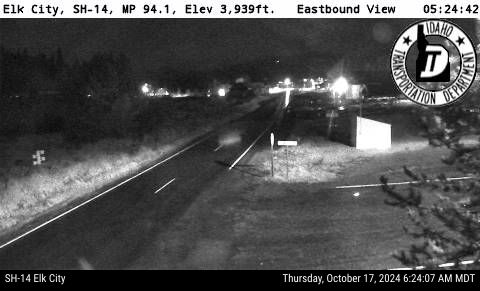 Elk City, SH-14, MP 94.1, Elev 3,939ft. Eastbound View 05:24:42
IDAHO
TRANSPORTATION DEPARTMENT
SH-14 Elk City Thursday, October 17, 2024 6:24:07 AM MDT